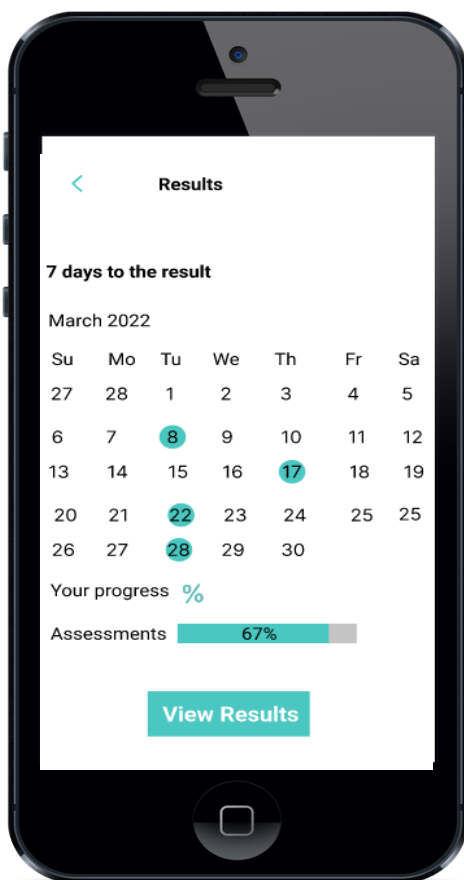 Results
7 days to the result
March 2022
Su Mo Tu We Th Fr Sa
27 28 1 2 3 4 5
6 7 8 9 10 11 12
13 14 15 16 17 18 19
20 21 22 23 24 25 25
26 27 28 29 30
Your progress %
Assessments 67%
View Results